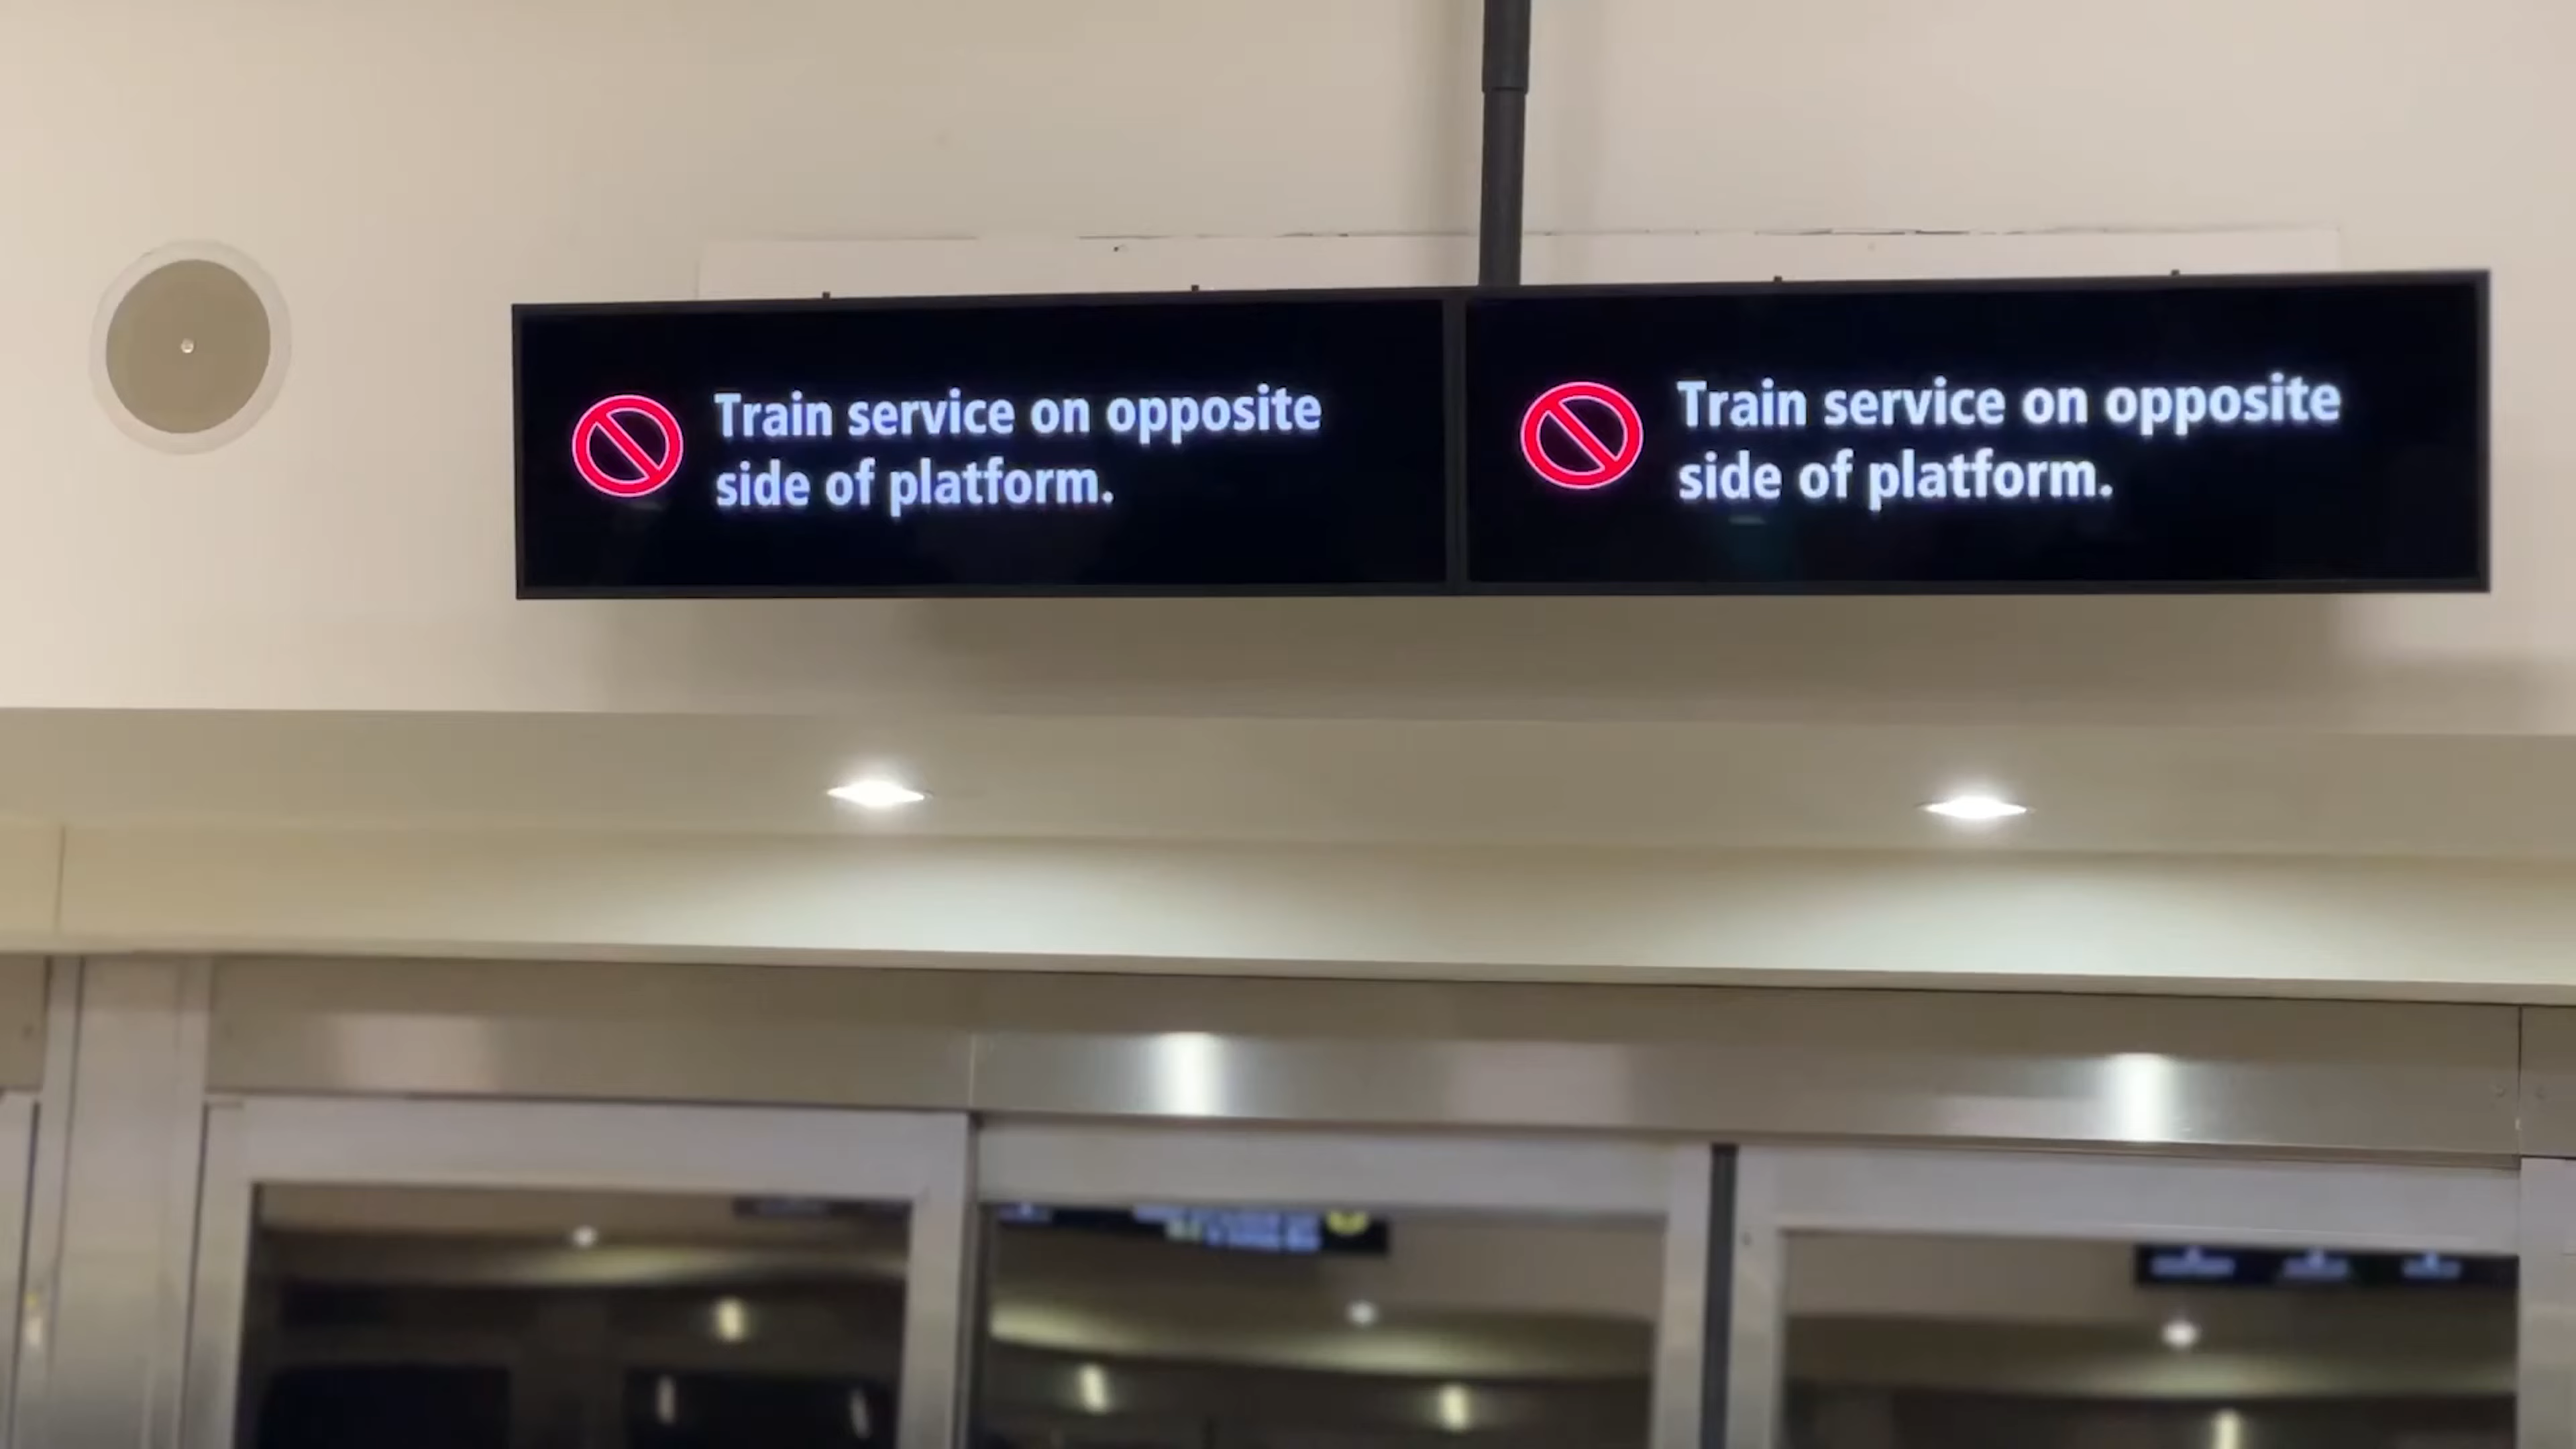 Train service on opposite
side of platform.
Train service on opposite
side of platform.